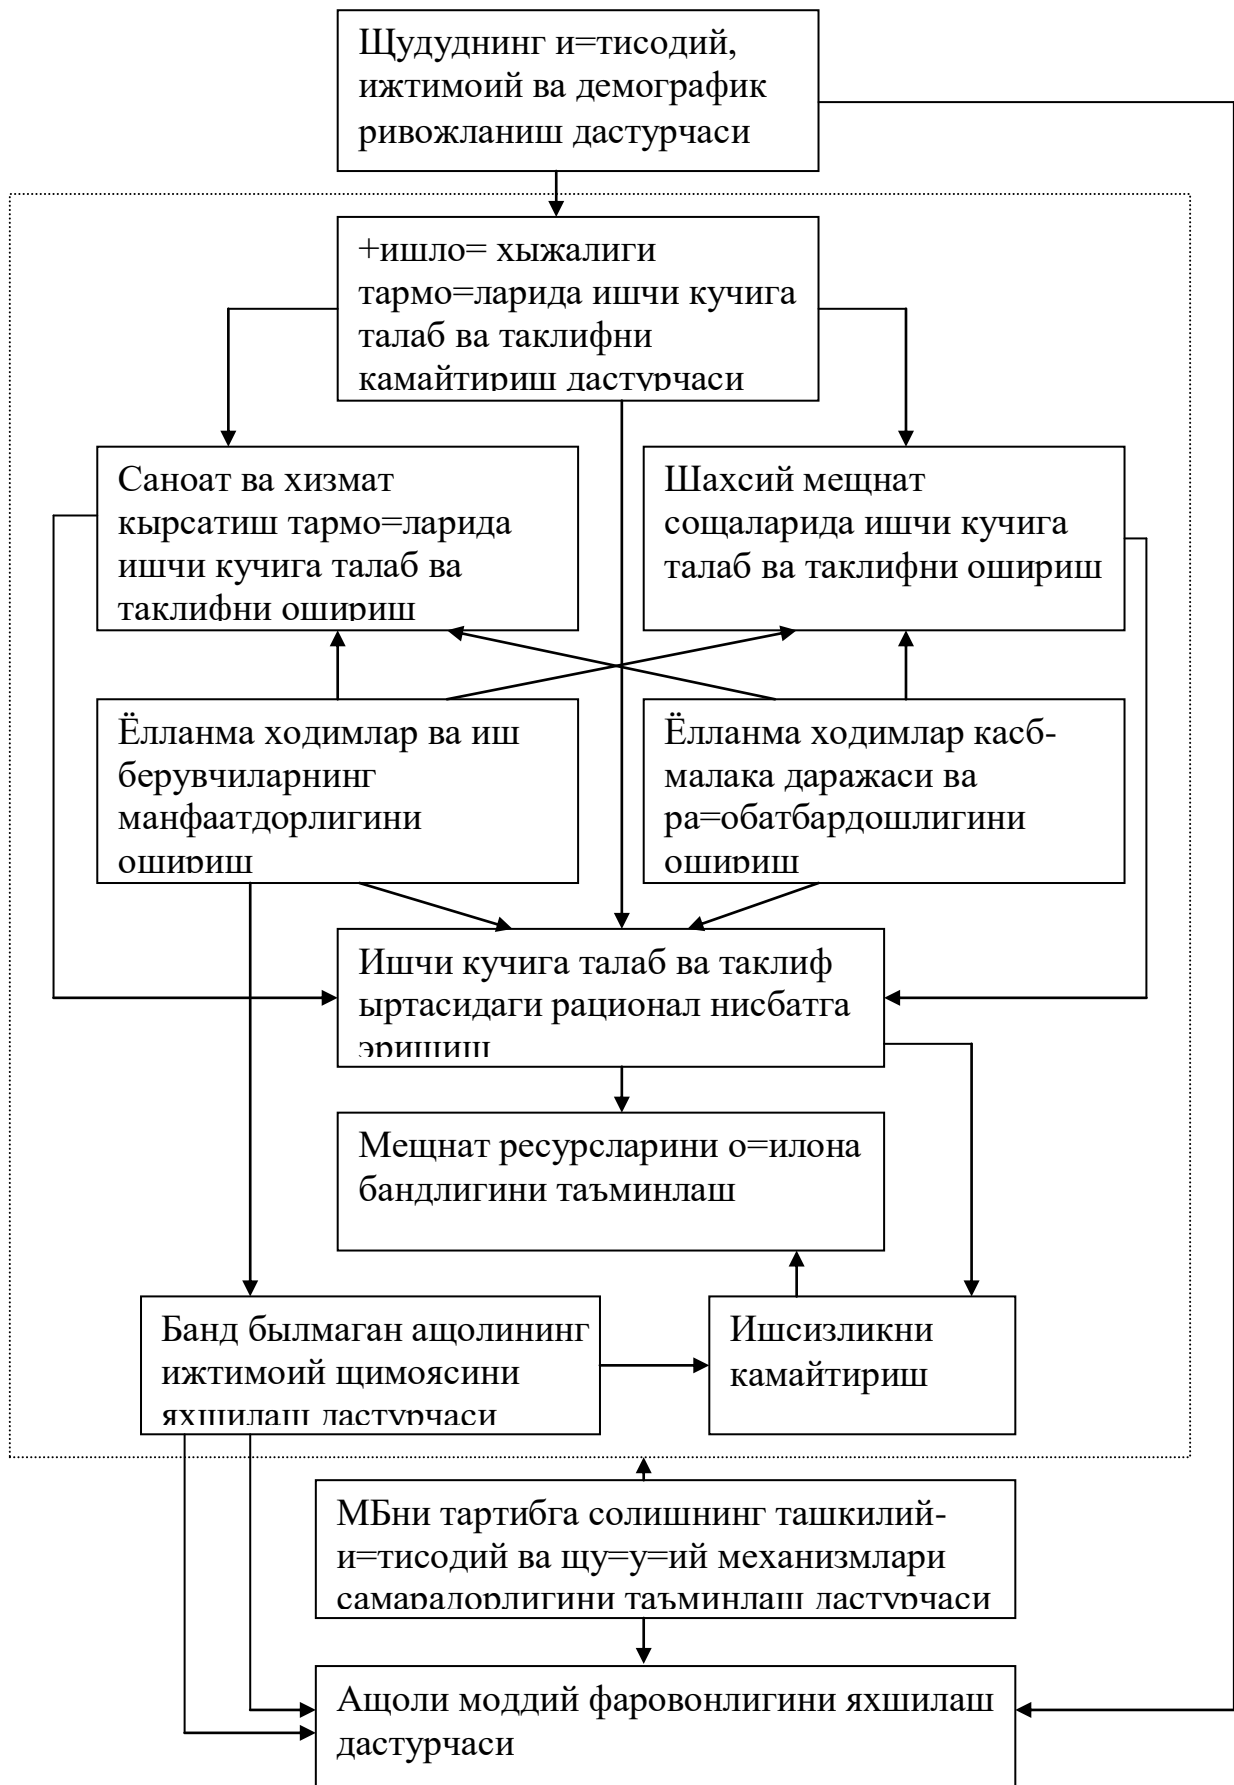 Щудуднинг и=тисодий,
ижтимоий ва демографик
ривожланиш дастурчаси
+ишло= хыжалиги
тармо=ларида ишчи кучига
талаб ва таклифни
камайтириш дастурчаси
Саноат ва хизмат
кырсатиш тармо=ларида
ишчи кучига талаб ва
таклифни ошириш
Шахсий мещнат
сощаларида ишчи кучига
талаб ва таклифни ошириш
Ёлланма ходимлар ва иш
берувчиларнинг
манфаатдорлигини
ошириш
Ёлланма ходимлар касб-
малака даражаси ва
ра=обатбардошлигини
ошириш
Ишчи кучига талаб ва таклиф
ыртасидаги рационал нисбатга
эришиш
Мещнат ресурсларини о=илона
бандлигини таъминлаш
Банд былмаган ащолининг
ижтимоий щимоясини
яхшилаш дастурчаси
Ишсизликни
камайтириш
МБни тартибга солишнинг ташкилий-
и=тисодий ва щу=у=ий механизмлари
самарадорлигини таъминлаш дастурчаси
Ащоли моддий фаровонлигини яхшилаш
дастурчаси